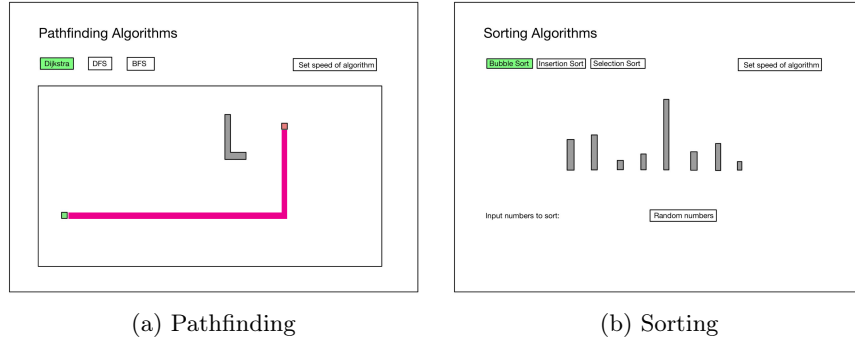 Pathfinding Algorithms
Dijkstra DFS BFS Set speed of algorithm
(a) Pathfinding
Sorting Algorithms
Bubble Sort Insertion Sort Selection Sort Set speed of algorithm
Input numbers to sort: Random numbers
(b) Sorting